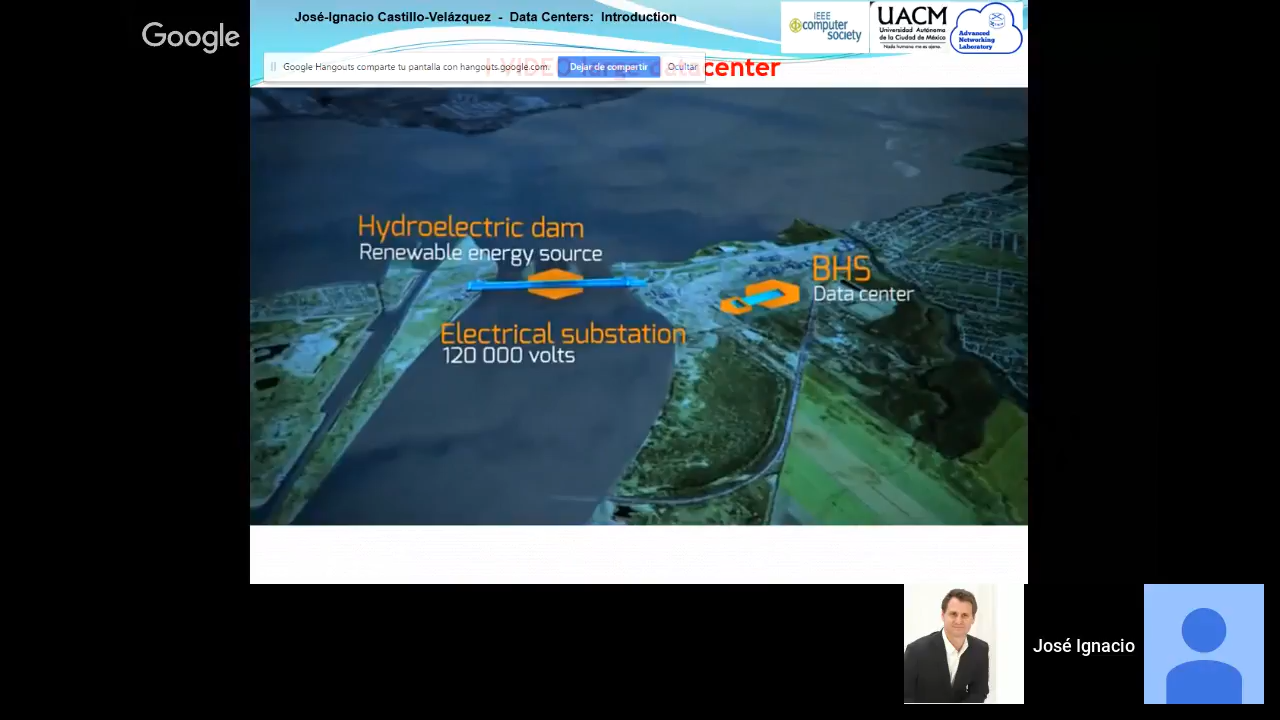 Google
José-Ignacio Castillo-Velázquez - Data Centers: Introduction
IEEE
computer
society
UACM
Universidad Autónoma
de la Ciudad de México
Nada humano me es ajeno
Advanced
Networking
Laboratory
Google Hangouts comparte tu pantalla con hangouts.google.com.
Dejar de compartir
Ocultar
center
Hydroelectric dam
Renewable energy source
BHS
Data center
Electrical substation
120 000 volts
José Ignacio